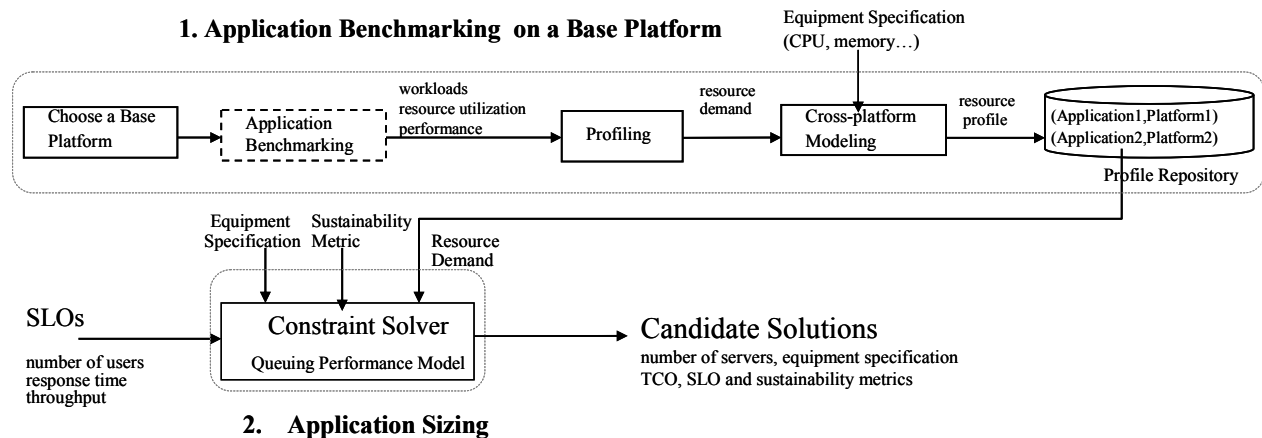 1. Application Benchmarking on a Base Platform
Equipment Specification
(CPU, memory…)
Choose a Base
Platform
Application
Benchmarking
workloads
resource utilization
performance
Profiling
resource
demand
Cross-platform
Modeling
resource
profile
(Application1,Platform1)
(Application2,Platform2)
Profile Repository
Equipment
Specification
Sustainability
Metric
Resource
Demand
SLOs
number of users
response time
throughput
Constraint Solver
Queuing Performance Model
Candidate Solutions
number of servers, equipment specification
TCO, SLO and sustainability metrics
2. Application Sizing